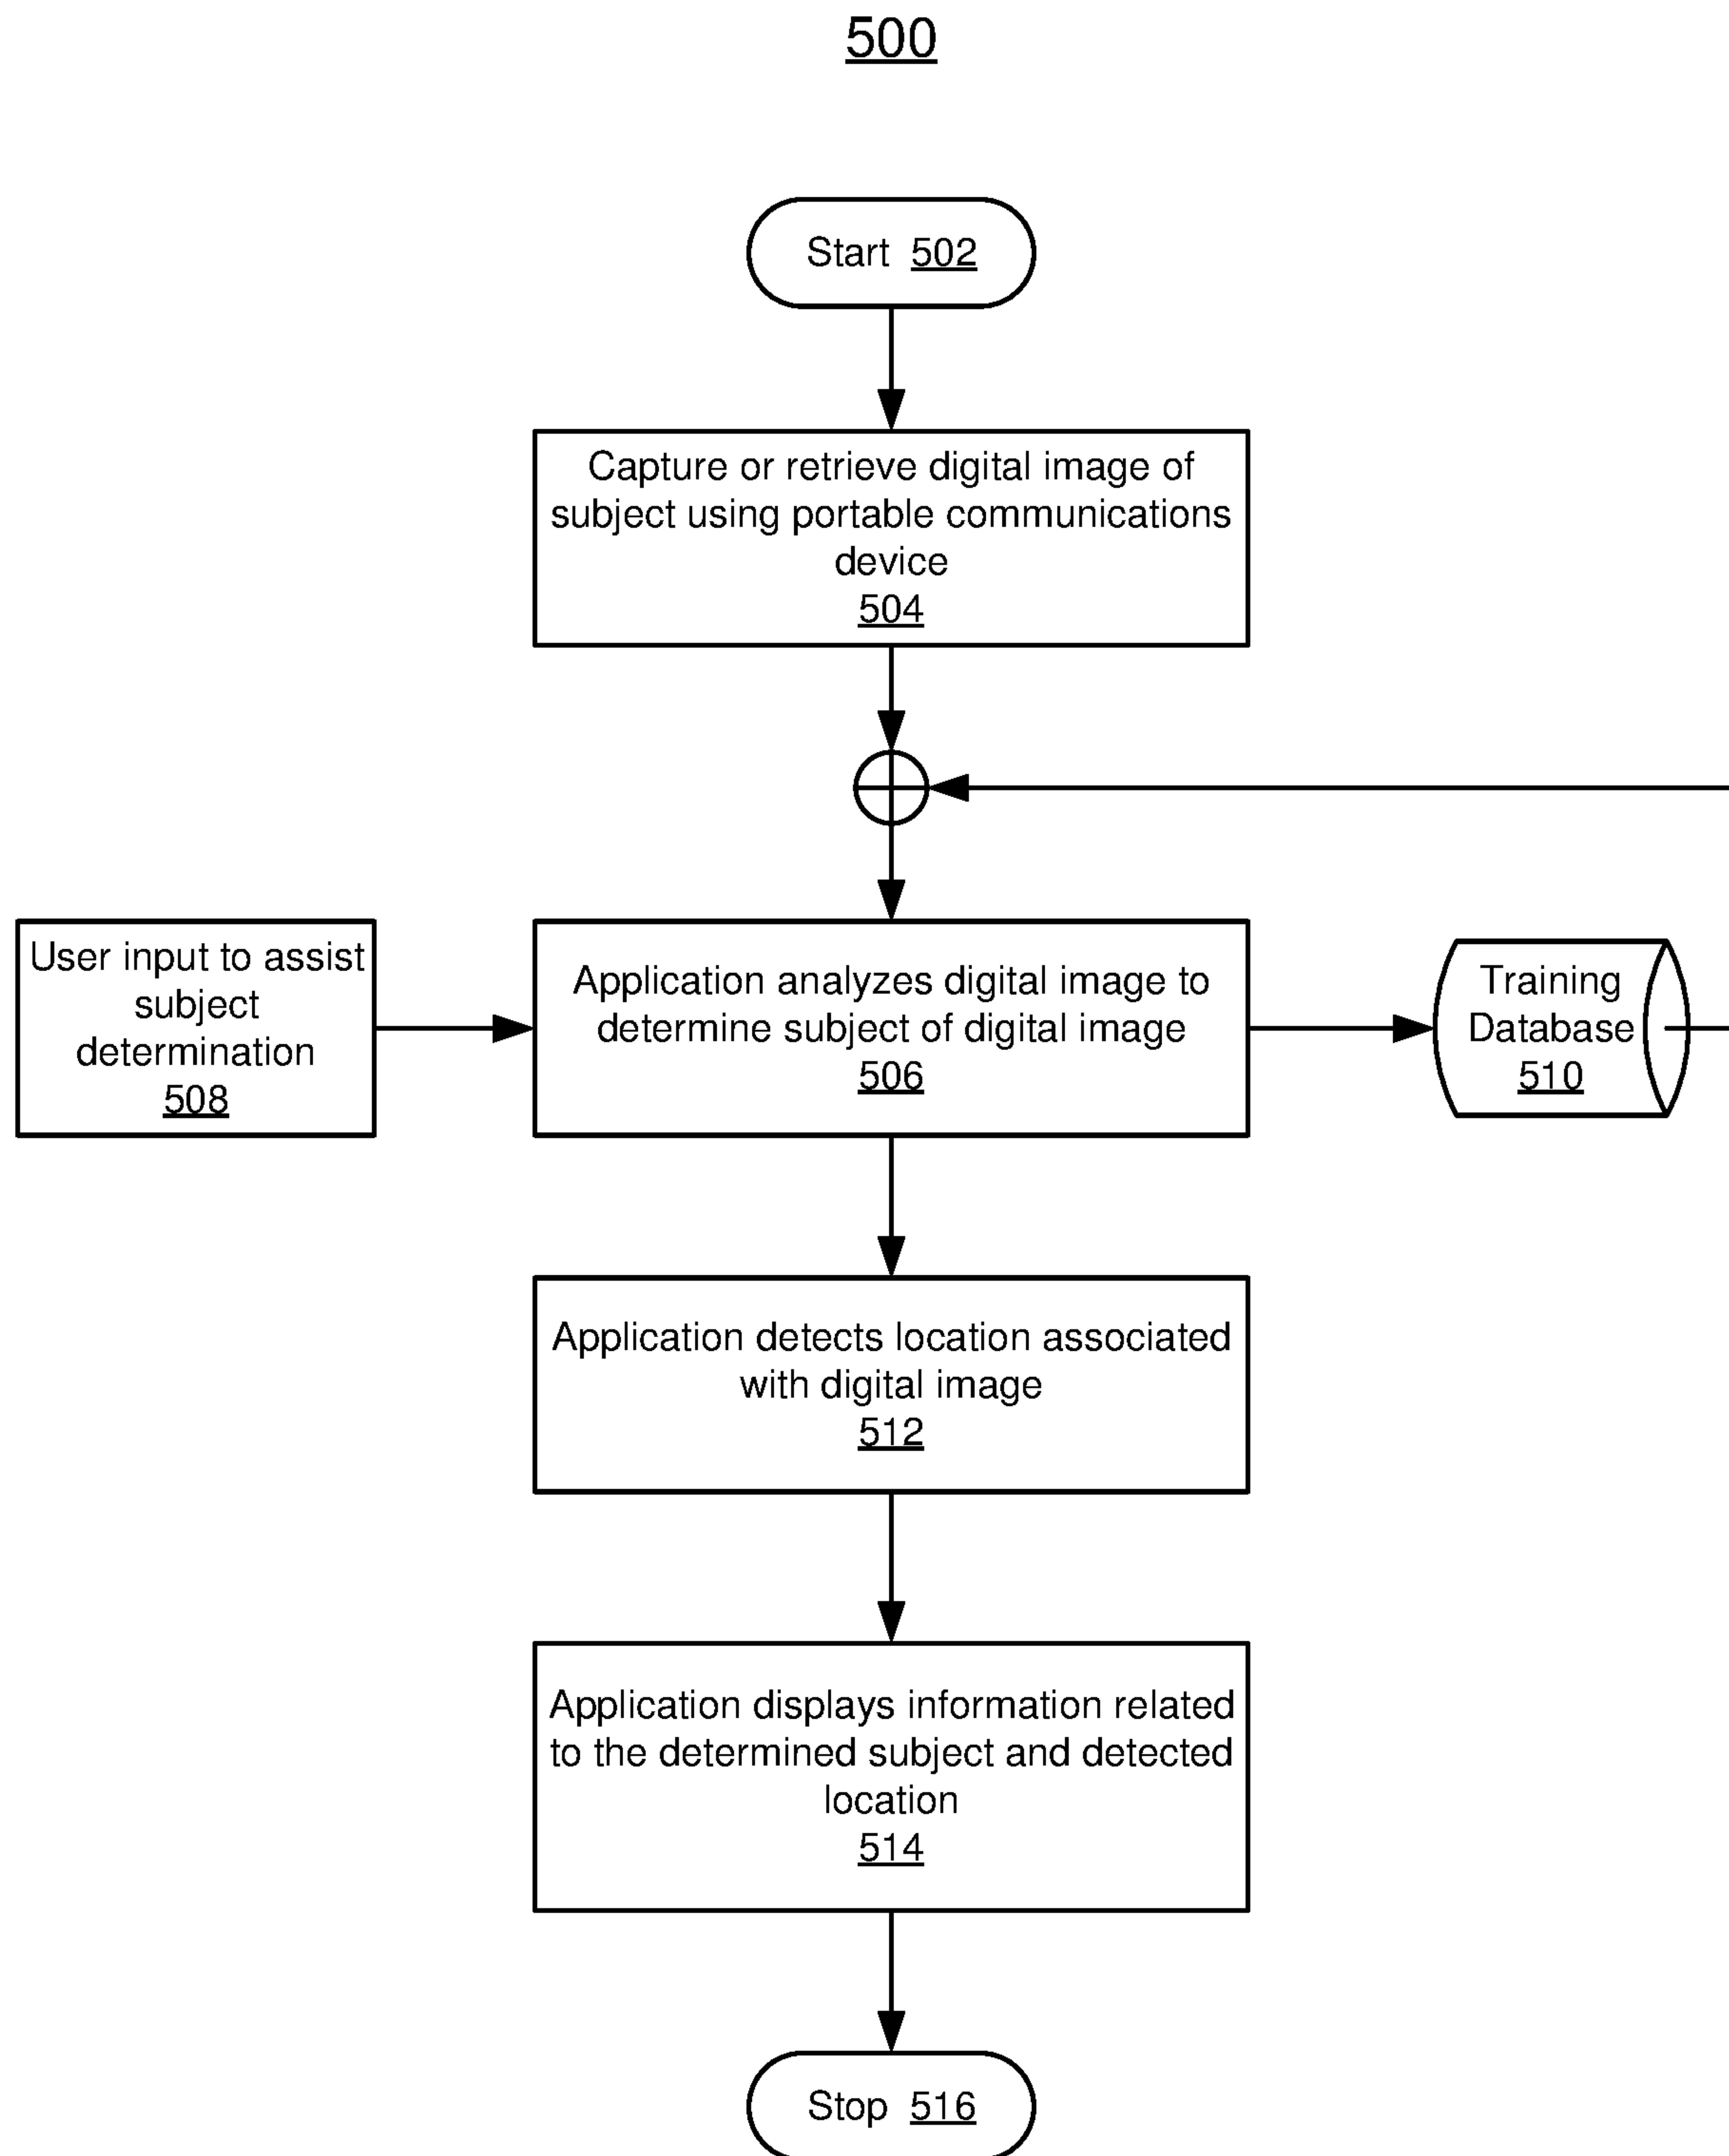 500
Start 502
Capture or retrieve digital image of
subject using portable communications
device
504
User input to assist
subject
determination
508
Application analyzes digital image to
determine subject of digital image
506
Training
Database
510
Application detects location associated
with digital image
512
Application displays information related
to the determined subject and detected
location
514
Stop 516